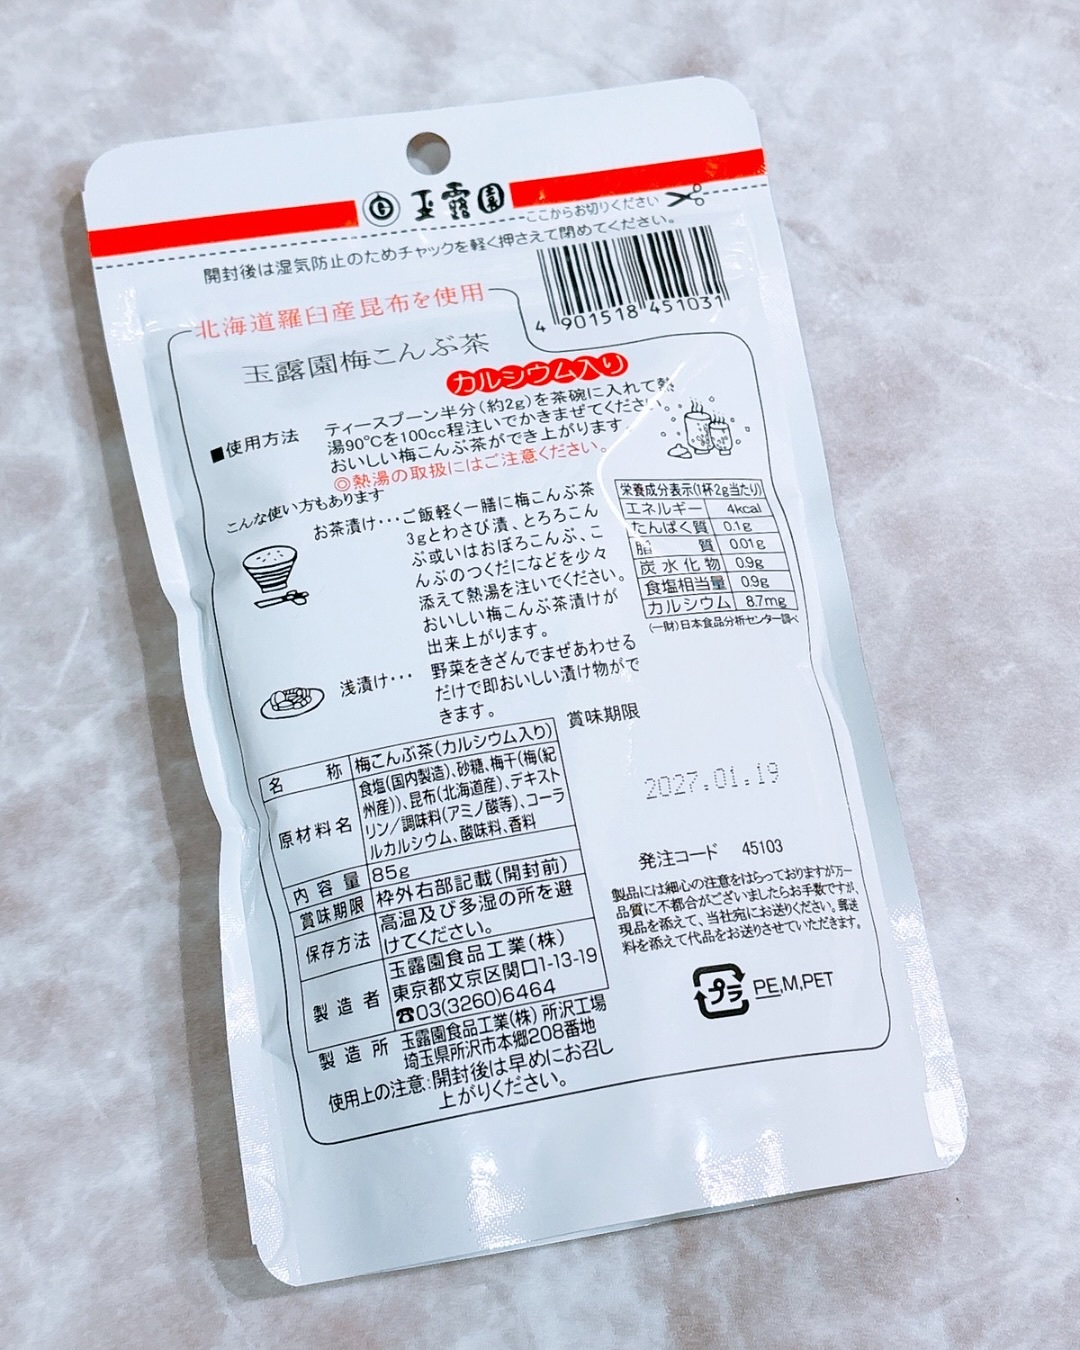 玉露園
ここからお切りください
開封後は湿気防止のためチャックを軽く押さえて閉めてください。
4 901518 451031
北海道羅臼産昆布を使用
玉露園梅こんぶ茶
カルシウム入り
■使用方法
ティースプーン半分(約2g)を茶碗に入れて熱
湯90℃を100cc程注いでかきまぜてください。
おいしい梅こんぶ茶ができ上がります。
◎熱湯の取扱にはご注意ください。
こんな使い方もあります
お茶漬け…ご飯軽く一膳に梅こんぶ茶
3gとわさび漬、とろろこん
ぶ或いはおぼろこんぶ、こ
んぶのつくだになどを少々
添えて熱湯を注いでください。
おいしい梅こんぶ茶漬けが
出来上がります。
浅漬け…野菜をきざんでまぜあわせる
だけで即おいしい漬け物がで
きます。
栄養成分表示(1杯2g当たり)
エネルギー 4kcal
たんぱく質 0.1g
脂質 0.01g
炭水化物 0.9g
食塩相当量 0.9g
カルシウム 8.7mg
(一財)日本食品分析センター調べ
名称 梅こんぶ茶(カルシウム入り)
原材料名 食塩(国内製造)、砂糖、梅干(梅(紀
州産))、昆布(北海道産)、デキスト
リン/調味料(アミノ酸等)、コーラ
ルカルシウム、酸味料、香料
内容量 85g
賞味期限 枠外右部記載(開封前)
保存方法 高温及び多湿の所を避
けてください。
製造者 玉露園食品工業(株)
東京都文京区関口1-13-19
☎03(3260)6464
製造所 玉露園食品工業(株) 所沢工場
埼玉県所沢市本郷208番地
使用上の注意:開封後は早めにお召し
上がりください。
賞味期限
2027.01.19
発注コード 45103
製品には細心の注意をはらっておりますが万一
品質に不都合がございましたらお手数ですが、
現品を添えて、当社宛にお送りください。郵送
料を添えて代品をお送りさせていただきます。
プラ PE,M,PET